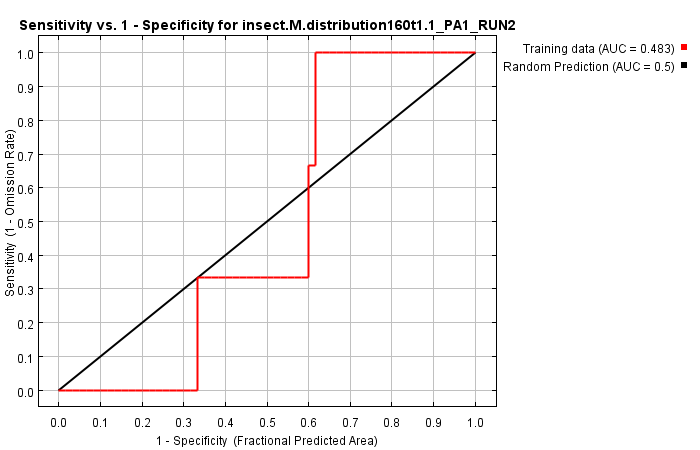 Sensitivity vs. 1 - Specificity for insect.M.distribution160t1.1_PA1_RUN2
Training data (AUC = 0.483)
Random Prediction (AUC = 0.5)
Sensitivity (1 - Omission Rate)
1.0
0.9
0.8
0.7
0.6
0.5
0.4
0.3
0.2
0.1
0.0
0.0 0.1 0.2 0.3 0.4 0.5 0.6 0.7 0.8 0.9 1.0
1 - Specificity (Fractional Predicted Area)